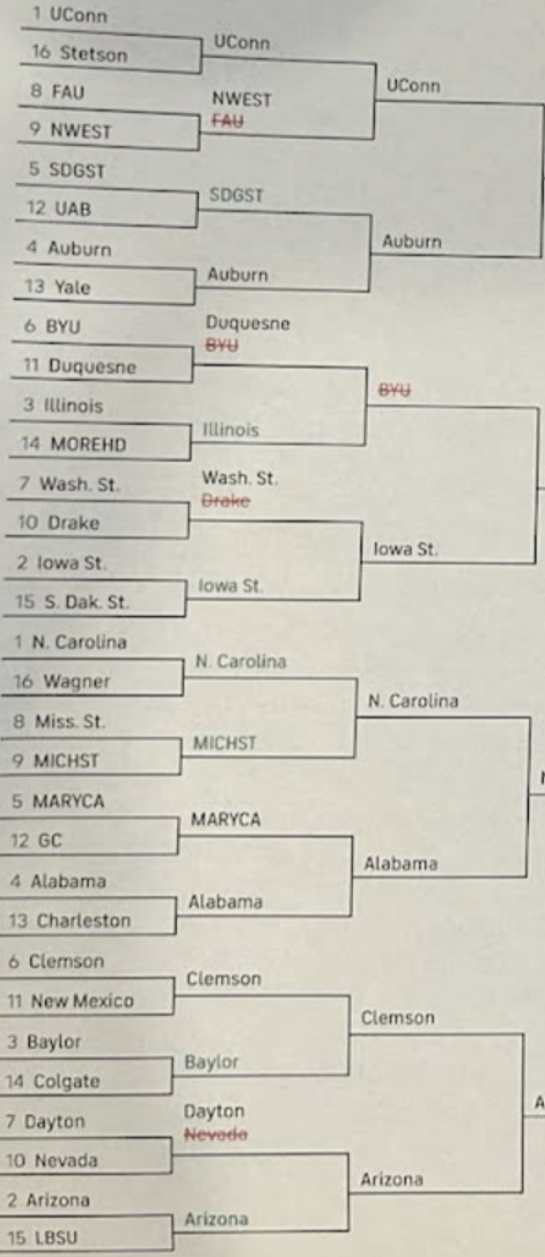 1 UConn
16 Stetson
8 FAU
9 NWEST
5 SDGST
12 UAB
4 Auburn
13 Yale
6 BYU
11 Duquesne
3 Illinois
14 MOREHD
7 Wash. St.
10 Drake
2 Iowa St.
15 S. Dak. St.
1 N. Carolina
16 Wagner
8 Miss. St.
9 MICHST
5 MARYCA
12 GC
4 Alabama
13 Charleston
6 Clemson
11 New Mexico
3 Baylor
14 Colgate
7 Dayton
10 Nevada
2 Arizona
15 LBSU
UConn
NWEST
FAU
SDGST
Auburn
Duquesne
BYU
Illinois
Wash. St.
Drake
Iowa St.
N. Carolina
MICHST
MARYCA
Alabama
Clemson
Baylor
Dayton
Nevada
Arizona
UConn
Auburn
BYU
Iowa St.
N. Carolina
Alabama
Clemson
Arizona